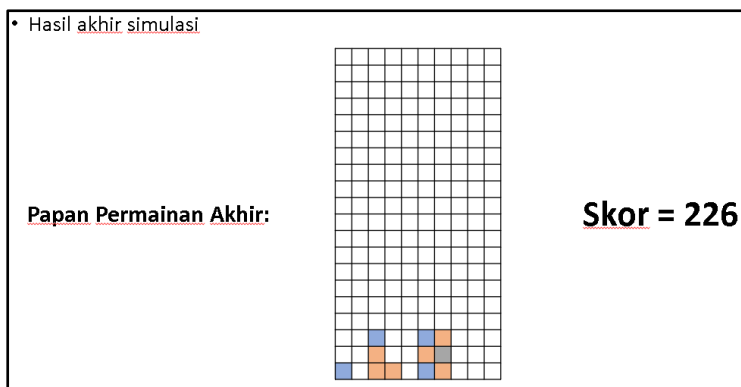 • Hasil akhir simulasi
Papan Permainan Akhir:
Skor = 226